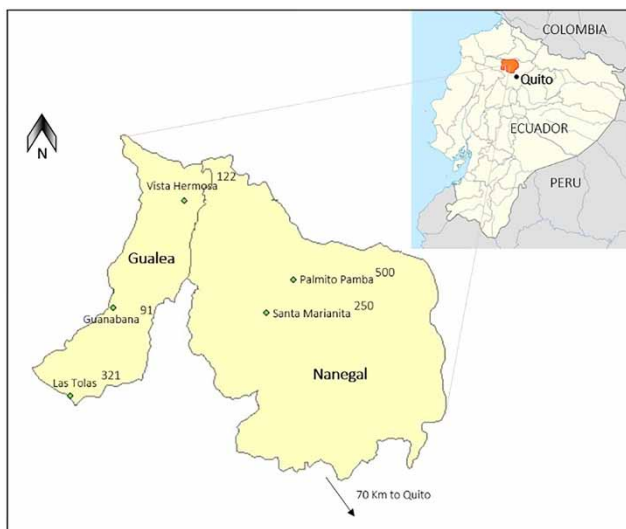 COLOMBIA
Quito
ECUADOR
PERU
N
Vista Hermosa 122
Gualea
Palmito Pamba 500
Guanabana 91
Santa Marianita 250
Las Tolas 321
Nanegal
70 Km to Quito